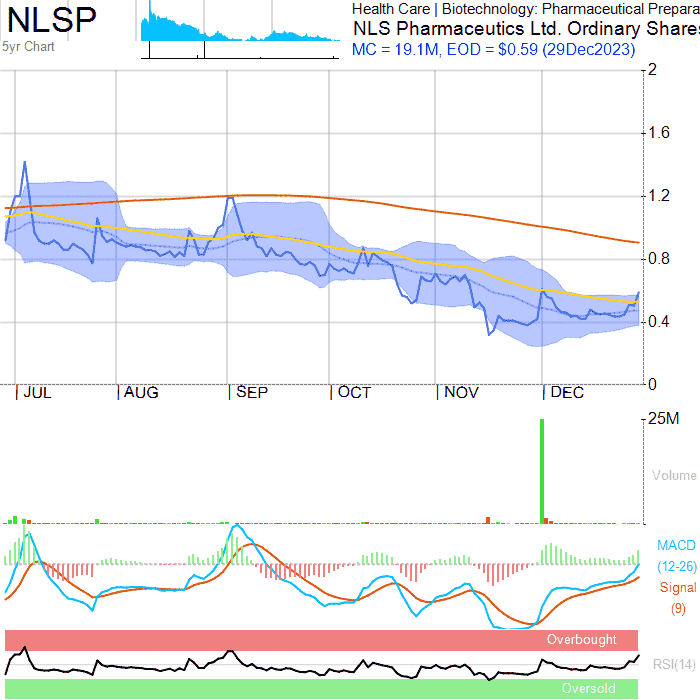 NLSP
5yr Chart
Health Care | Biotechnology: Pharmaceutical Prepara
NLS Pharmaceutics Ltd. Ordinary Shares
MC = 19.1M, EOD = $0.59 (29Dec2023)
2
1.6
1.2
0.8
0.4
0
JUL AUG SEP OCT NOV DEC
25M
Volume
MACD
(12-26)
Signal
(9)
Overbought
RSI(14)
Oversold